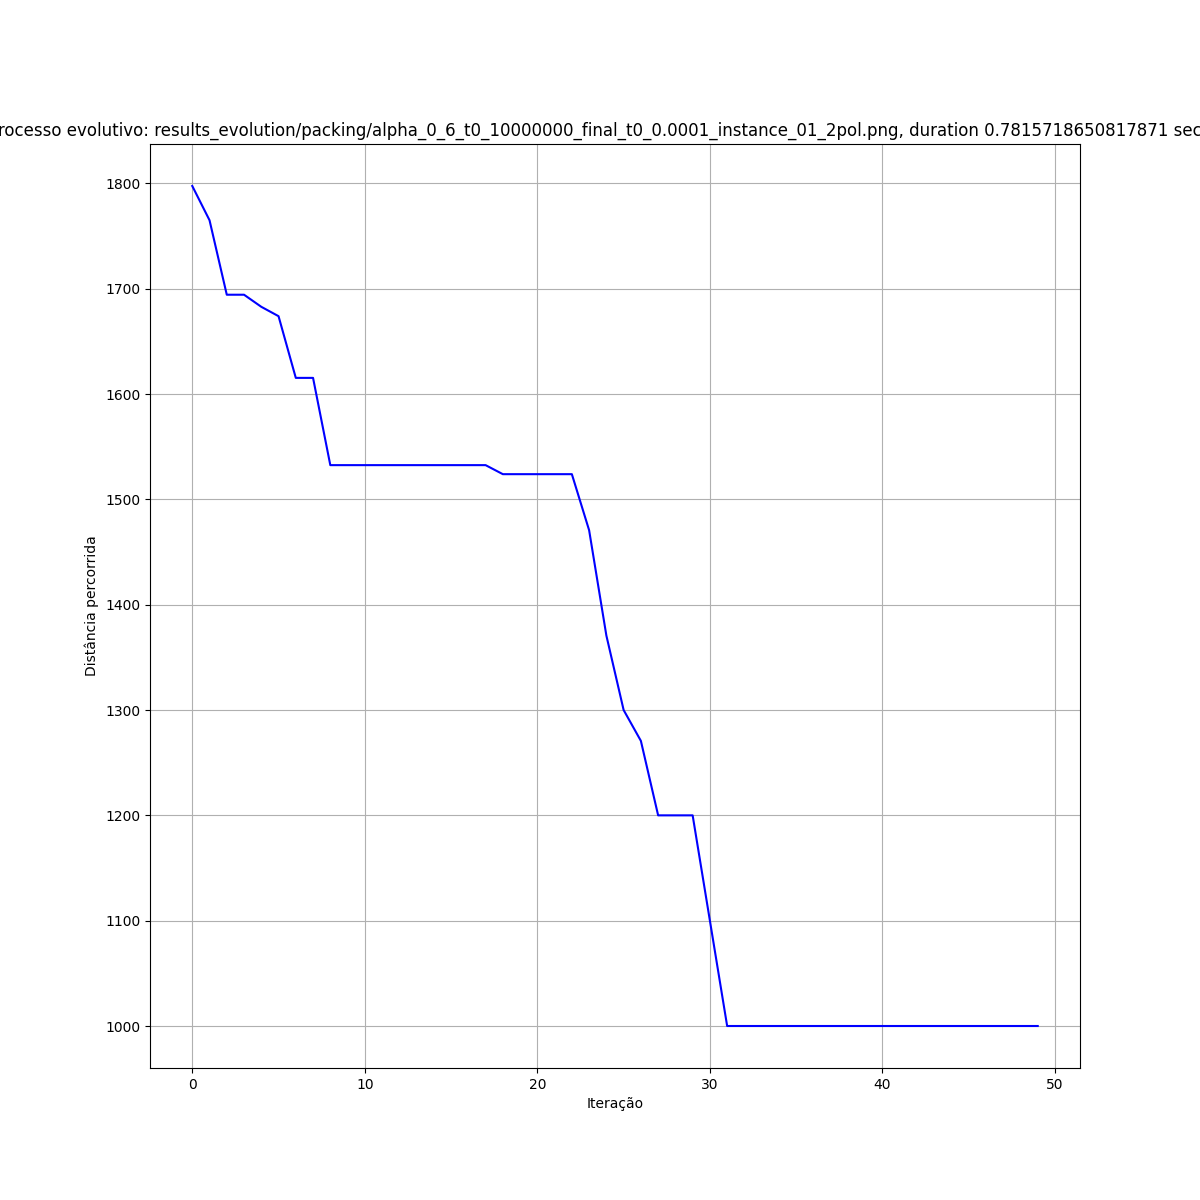 rocesso evolutivo: results_evolution/packing/alpha_0_6_t0_10000000_final_t0_0.0001_instance_01_2pol.png, duration 0.7815718650817871 sec
1800
1700
1600
1500
1400
1300
1200
1100
1000
Distância percorrida
0 10 20 30 40 50
Iteração